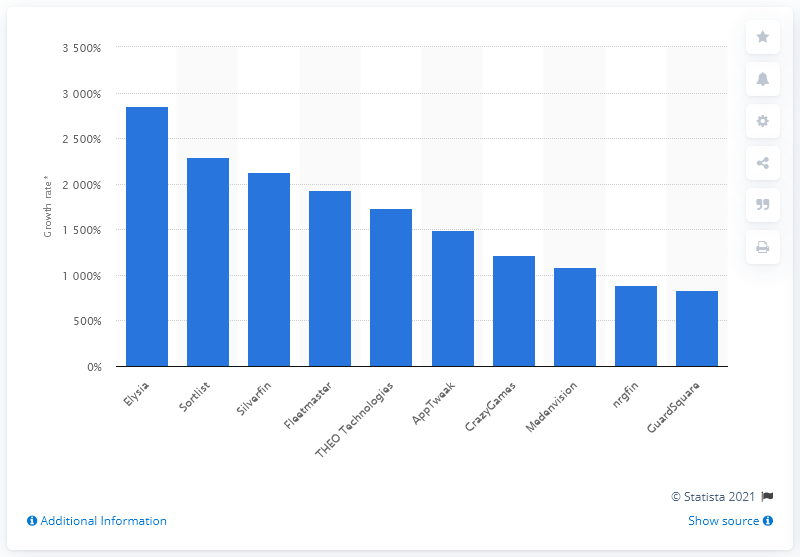 3 500%
3 000%
2 500%
2 000%
1 500%
1 000%
500%
0%
Growth rate*
Elysia
Sortlist
Silverfin
Fleetmaster
THEO Technologies
AppTweak
CrazyGames
Medenvision
nrgfin
GuardSquare
© Statista 2021
Additional Information
Show source